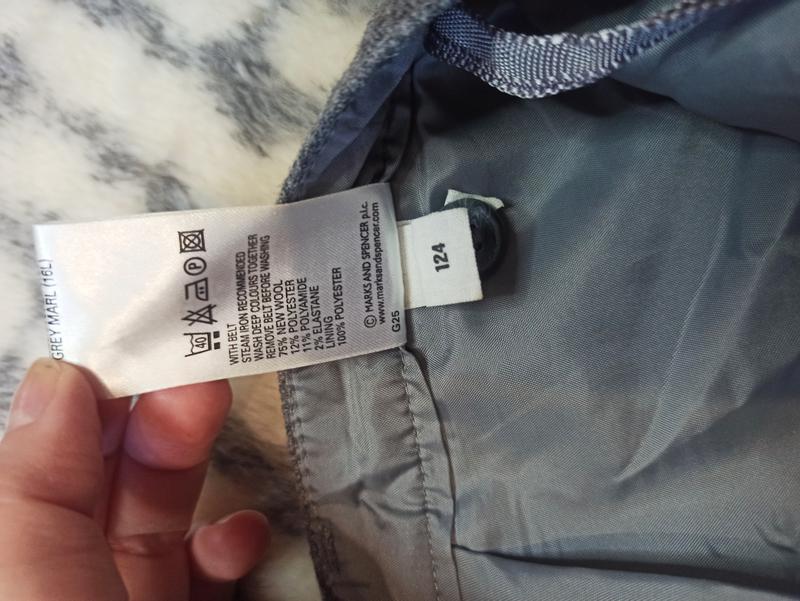 GREY MARL (16L)
40
P
WITH BELT
STEAM IRON RECOMMENDED
WASH DEEP COLOURS TOGETHER
REMOVE BELT BEFORE WASHING
75% NEW WOOL
12% POLYESTER
11% POLYAMIDE
2% ELASTANE
LINING
100% POLYESTER
© MARKS AND SPENCER p.l.c.
www.marksandspencer.com
G25
124